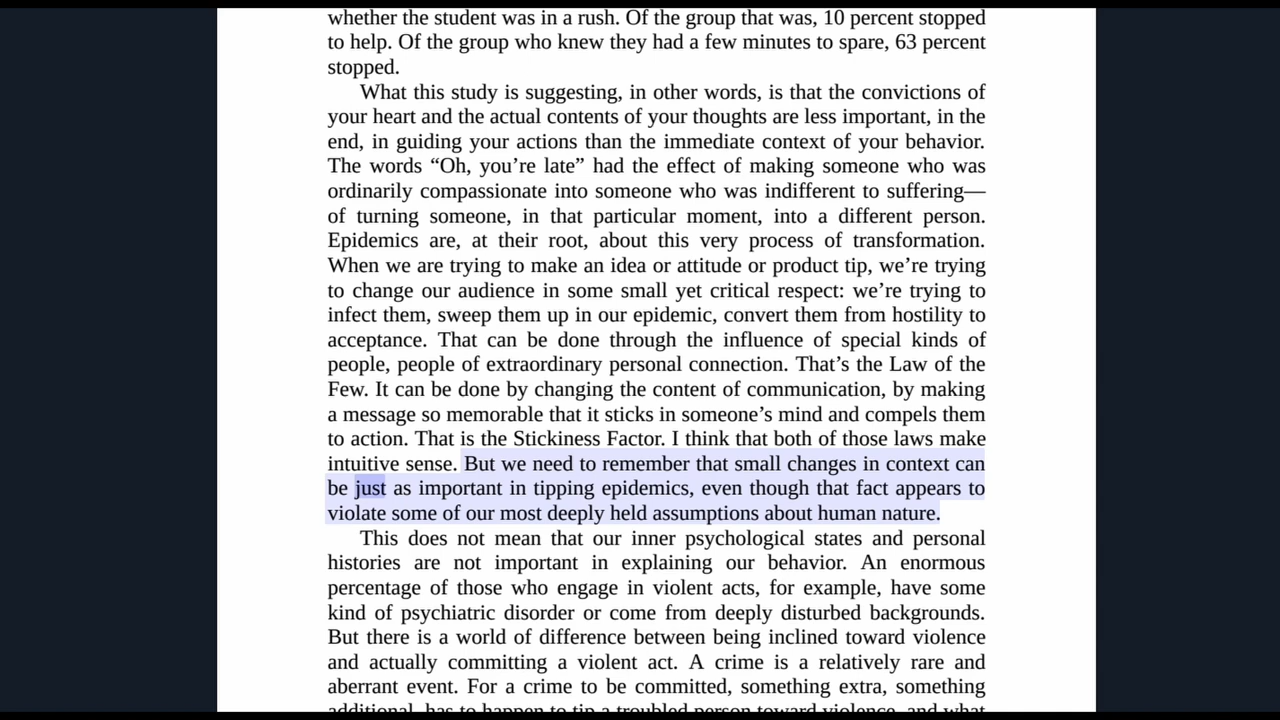 whether the student was in a rush. Of the group that was, 10 percent stopped
to help. Of the group who knew they had a few minutes to spare, 63 percent
stopped.
What this study is suggesting, in other words, is that the convictions of
your heart and the actual contents of your thoughts are less important, in the
end, in guiding your actions than the immediate context of your behavior.
The words “Oh, you’re late” had the effect of making someone who was
ordinarily compassionate into someone who was indifferent to suffering—
of turning someone, in that particular moment, into a different person.
Epidemics are, at their root, about this very process of transformation.
When we are trying to make an idea or attitude or product tip, we’re trying
to change our audience in some small yet critical respect: we’re trying to
infect them, sweep them up in our epidemic, convert them from hostility to
acceptance. That can be done through the influence of special kinds of
people, people of extraordinary personal connection. That’s the Law of the
Few. It can be done by changing the content of communication, by making
a message so memorable that it sticks in someone’s mind and compels them
to action. That is the Stickiness Factor. I think that both of those laws make
intuitive sense. But we need to remember that small changes in context can
be just as important in tipping epidemics, even though that fact appears to
violate some of our most deeply held assumptions about human nature.
This does not mean that our inner psychological states and personal
histories are not important in explaining our behavior. An enormous
percentage of those who engage in violent acts, for example, have some
kind of psychiatric disorder or come from deeply disturbed backgrounds.
But there is a world of difference between being inclined toward violence
and actually committing a violent act. A crime is a relatively rare and
aberrant event. For a crime to be committed, something extra, something
additional, has to happen to tip a troubled person toward violence, and what